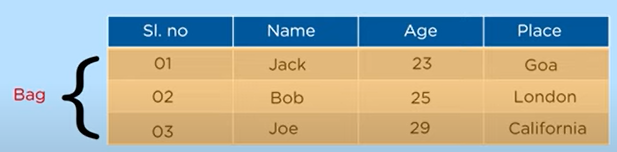 Sl. no Name Age Place
01 Jack 23 Goa
Bag 02 Bob 25 London
03 Joe 29 California